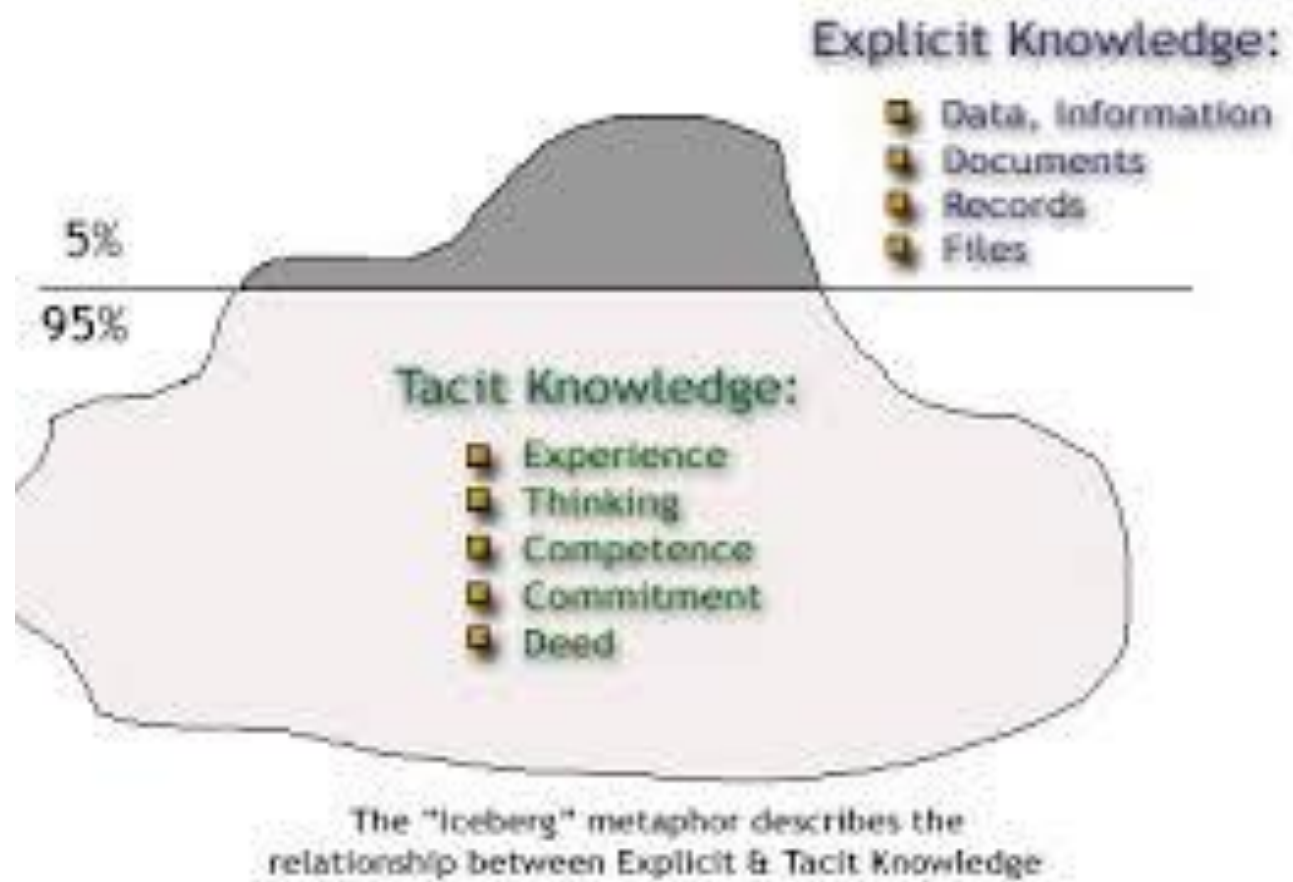 Explicit Knowledge:
Data, Information
Documents
Records
Files
5%
95%
Tacit Knowledge:
Experience
Thinking
Competence
Commitment
Deed
The "Iceberg" metaphor describes the
relationship between Explicit & Tacit Knowledge